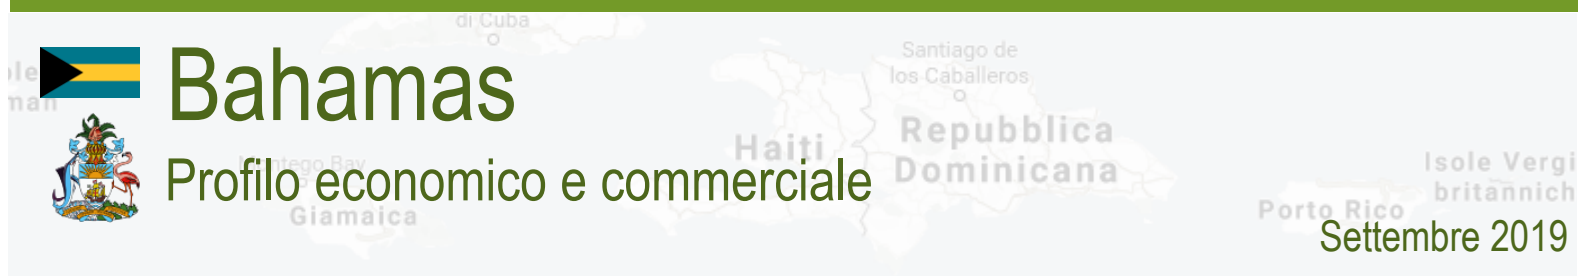 di Cuba
Santiago de
los Caballeros
Bahamas
Haiti
Repubblica
Dominicana
Profilo economico e commerciale
Giamaica
Isole Vergi
britannich
Porto Rico
Settembre 2019